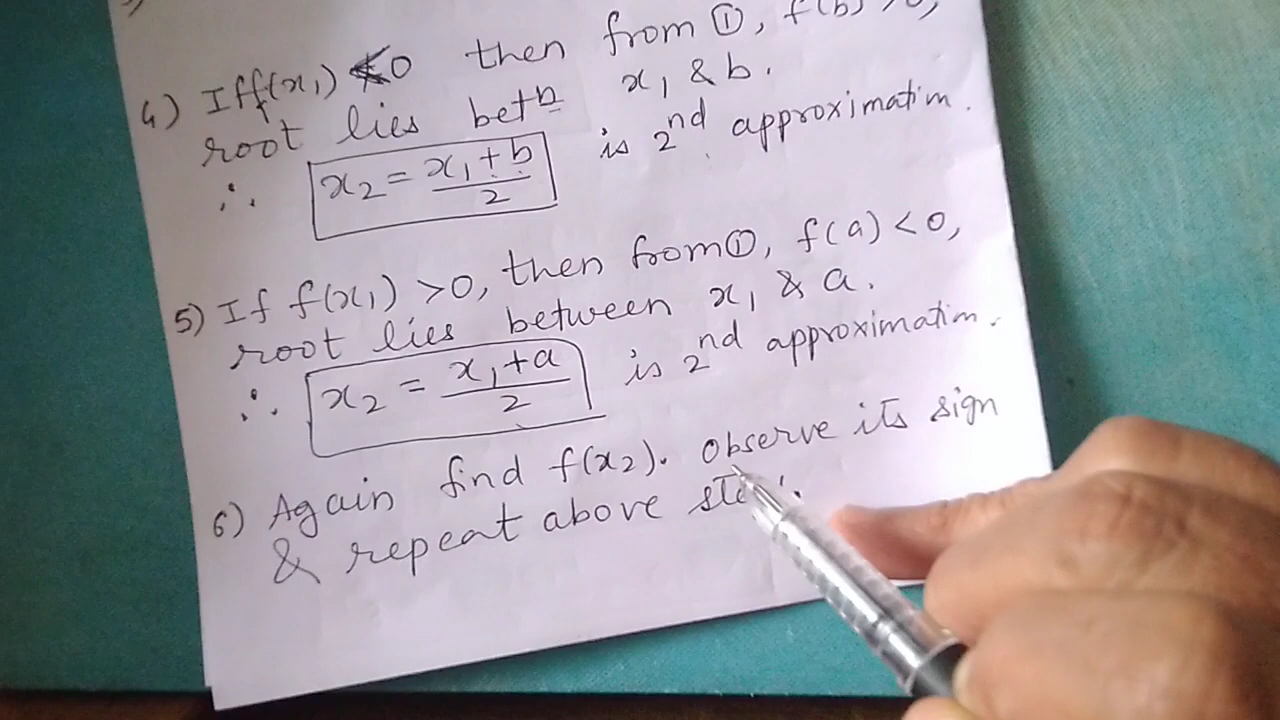 4) If f(x₁) <0 then from ①, f(b) >0,
root lies betn x₁ & b.
∴ x₂ = (x₁ + b)/2 is 2nd approximation.
5) If f(x₁) >0, then from ①, f(a) <0,
root lies between x₁ & a.
∴ x₂ = (x₁ + a)/2 is 2nd approximation.
6) Again find f(x₂). Observe its sign
& repeat above